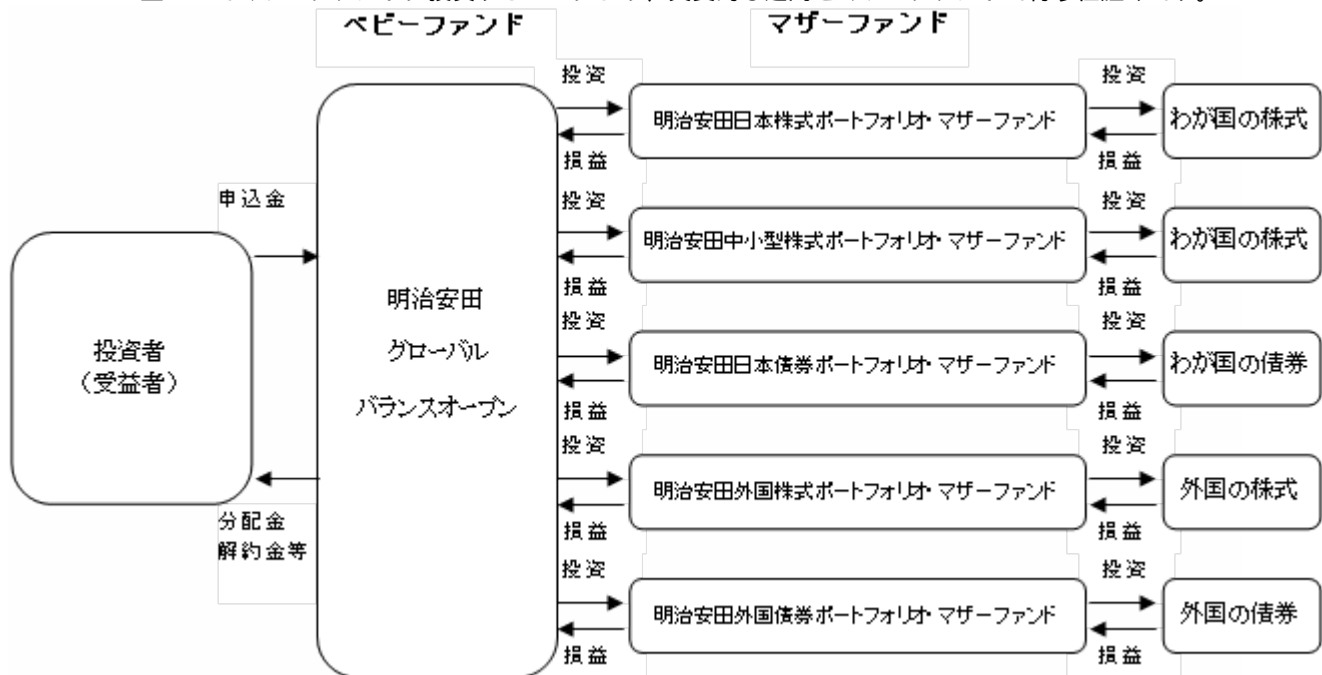 ベビーファンド
マザーファンド
投資
投資
明治安田日本株式ポートフォリオ・マザーファンド
わが国の株式
損益
損益
申込金
投資
投資
明治安田中小型株式ポートフォリオ・マザーファンド
わが国の株式
損益
損益
投資者
（受益者）
明治安田
グローバル
バランスオープン
投資
投資
明治安田日本債券ポートフォリオ・マザーファンド
わが国の債券
損益
損益
投資
投資
明治安田外国株式ポートフォリオ・マザーファンド
外国の株式
損益
損益
分配金
解約金等
投資
投資
明治安田外国債券ポートフォリオ・マザーファンド
外国の債券
損益
損益